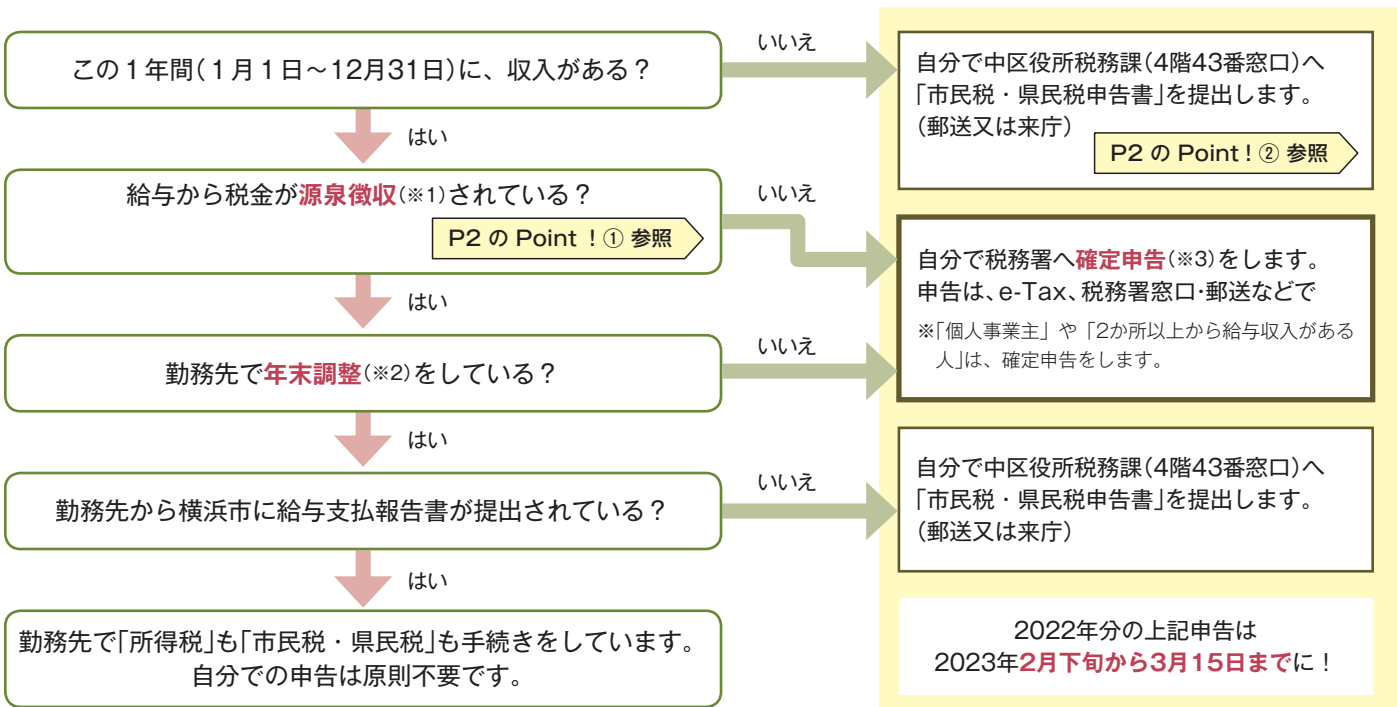 この1年間(1月1日～12月31日)に、収入がある？
いいえ
自分で中区役所税務課(4階43番窓口)へ
「市民税・県民税申告書」を提出します。
(郵送又は来庁)
P2 の Point！② 参照
はい
給与から税金が源泉徴収(※1)されている？
P2 の Point ！① 参照
いいえ
自分で税務署へ確定申告(※3)をします。
申告は、e-Tax、税務署窓口・郵送などで
※「個人事業主」や「2か所以上から給与収入がある
人」は、確定申告をします。
はい
勤務先で年末調整(※2)をしている？
いいえ
はい
勤務先から横浜市に給与支払報告書が提出されている？
いいえ
自分で中区役所税務課(4階43番窓口)へ
「市民税・県民税申告書」を提出します。
(郵送又は来庁)
はい
勤務先で「所得税」も「市民税・県民税」も手続きをしています。
自分での申告は原則不要です。
2022年分の上記申告は
2023年2月下旬から3月15日までに！